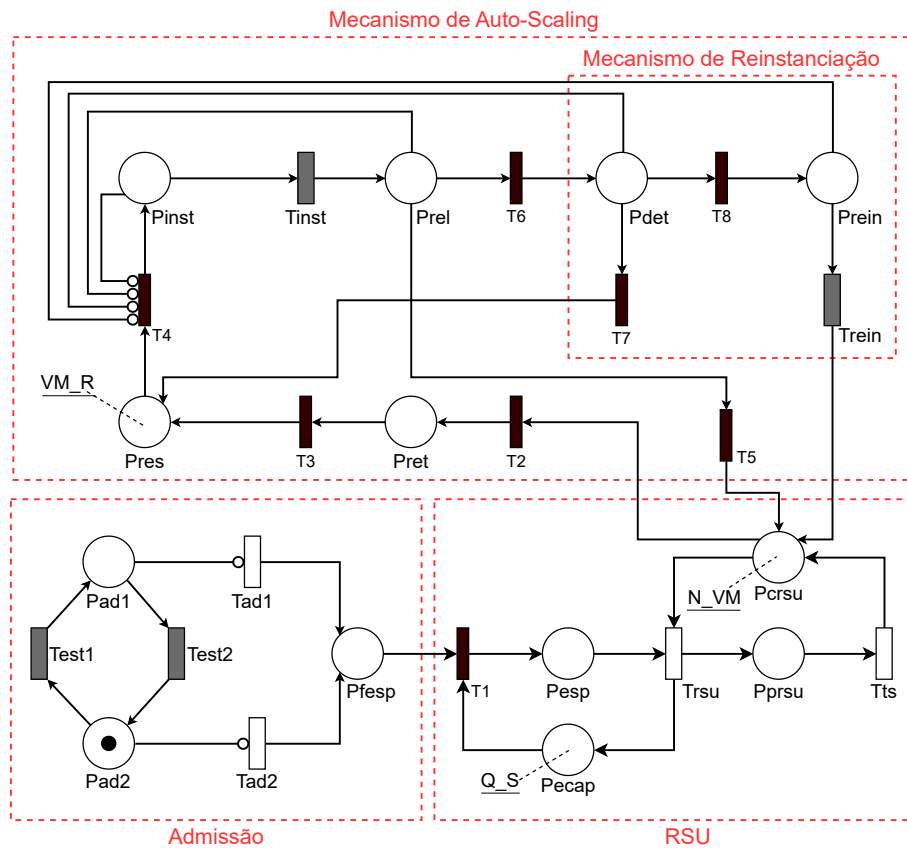 Mecanismo de Auto-Scaling
Mecanismo de Reinstanciação
Pinst
Tinst
Prel
T6
Pdet
T8
Prein
T4
T7
Trein
VM_R
Pres
T3
Pret
T2
T5
Pad1
Tad1
N_VM
Pcrsu
Test1
Test2
Pfesp
T1
Pesp
Trsu
Pprsu
Tts
Pad2
Tad2
Q_S
Pecap
Admissão
RSU